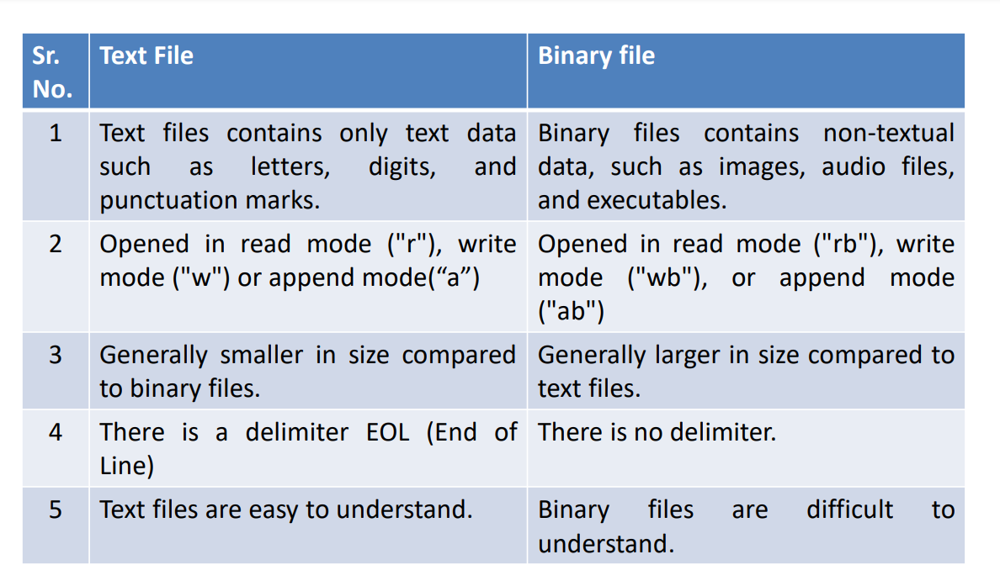 Sr.
No.
Text File
Binary file
1
Text files contains only text data
such as letters, digits, and
punctuation marks.
Binary files contains non-textual
data, such as images, audio files,
and executables.
2
Opened in read mode ("r"), write
mode ("w") or append mode(“a”)
Opened in read mode ("rb"), write
mode ("wb"), or append mode
("ab")
3
Generally smaller in size compared
to binary files.
Generally larger in size compared to
text files.
4
There is a delimiter EOL (End of
Line)
There is no delimiter.
5
Text files are easy to understand.
Binary files are difficult to
understand.